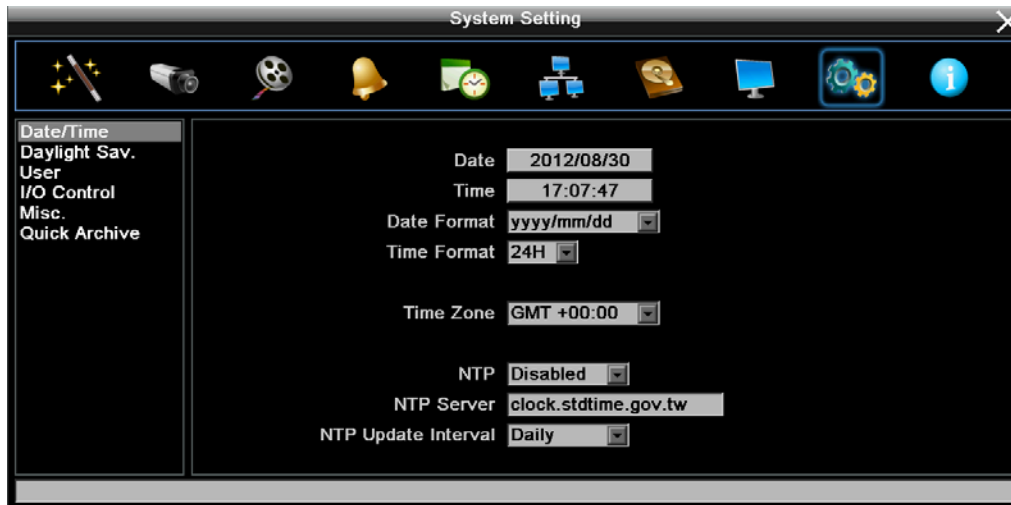 System Setting
Date/Time
Daylight Sav.
User
I/O Control
Misc.
Quick Archive
Date 2012/08/30
Time 17:07:47
Date Format yyyy/mm/dd
Time Format 24H
Time Zone GMT +00:00
NTP Disabled
NTP Server clock.stdtime.gov.tw
NTP Update Interval Daily